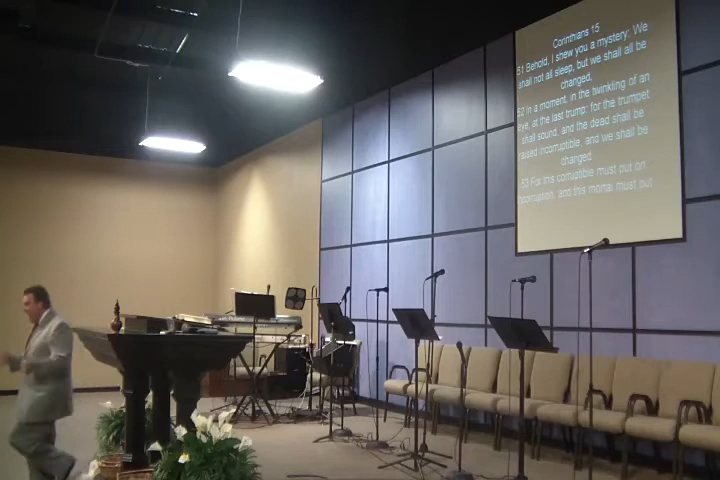 Corinthians 15
51 Behold, I shew you a mystery; We
shall not all sleep, but we shall all be
changed,
52 In a moment, in the twinkling of an
eye, at the last trump: for the trumpet
shall sound, and the dead shall be
raised incorruptible, and we shall be
changed.
53 For this corruptible must put on
incorruption, and this mortal must put